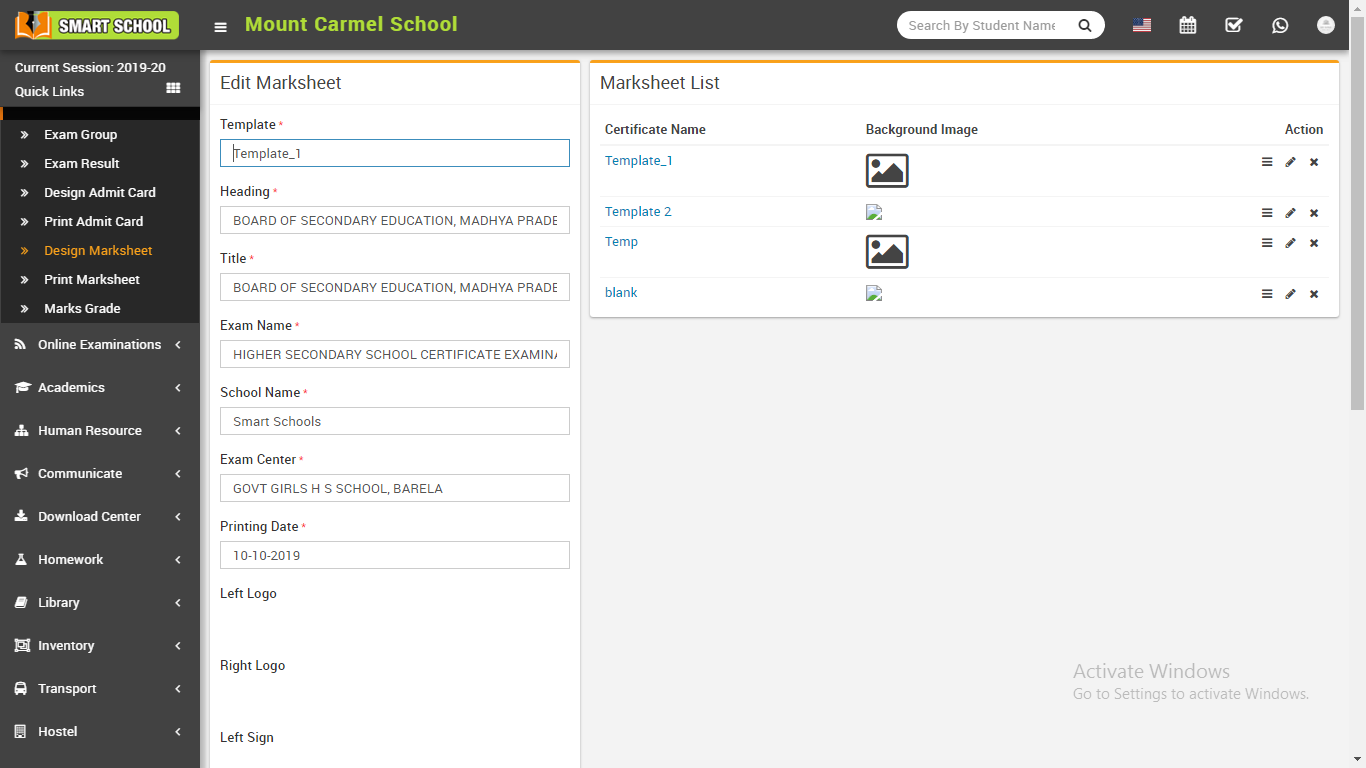 SMART SCHOOL
Mount Carmel School
Search By Student Name
Current Session: 2019-20
Quick Links
Exam Group
Exam Result
Design Admit Card
Print Admit Card
Design Marksheet
Print Marksheet
Marks Grade
Online Examinations
Academics
Human Resource
Communicate
Download Center
Homework
Library
Inventory
Transport
Hostel
Edit Marksheet
Template *
Template_1
Heading *
BOARD OF SECONDARY EDUCATION, MADHYA PRADE
Title *
BOARD OF SECONDARY EDUCATION, MADHYA PRADE
Exam Name *
HIGHER SECONDARY SCHOOL CERTIFICATE EXAMIN
School Name *
Smart Schools
Exam Center *
GOVT GIRLS H S SCHOOL, BARELA
Printing Date *
10-10-2019
Left Logo
Right Logo
Left Sign
Marksheet List
Certificate Name Background Image Action
Template_1
Template 2
Temp
blank
Activate Windows
Go to Settings to activate Windows.